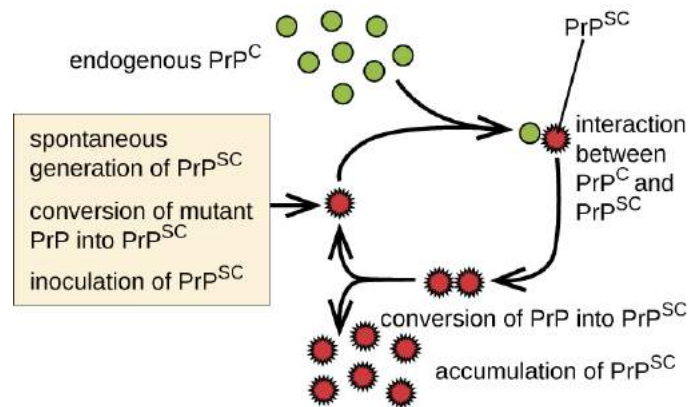 PrP^SC
endogenous PrP^C
spontaneous
generation of PrP^SC
conversion of mutant
PrP into PrP^SC
inoculation of PrP^SC
interaction
between
PrP^C and
PrP^SC
conversion of PrP into PrP^SC
accumulation of PrP^SC